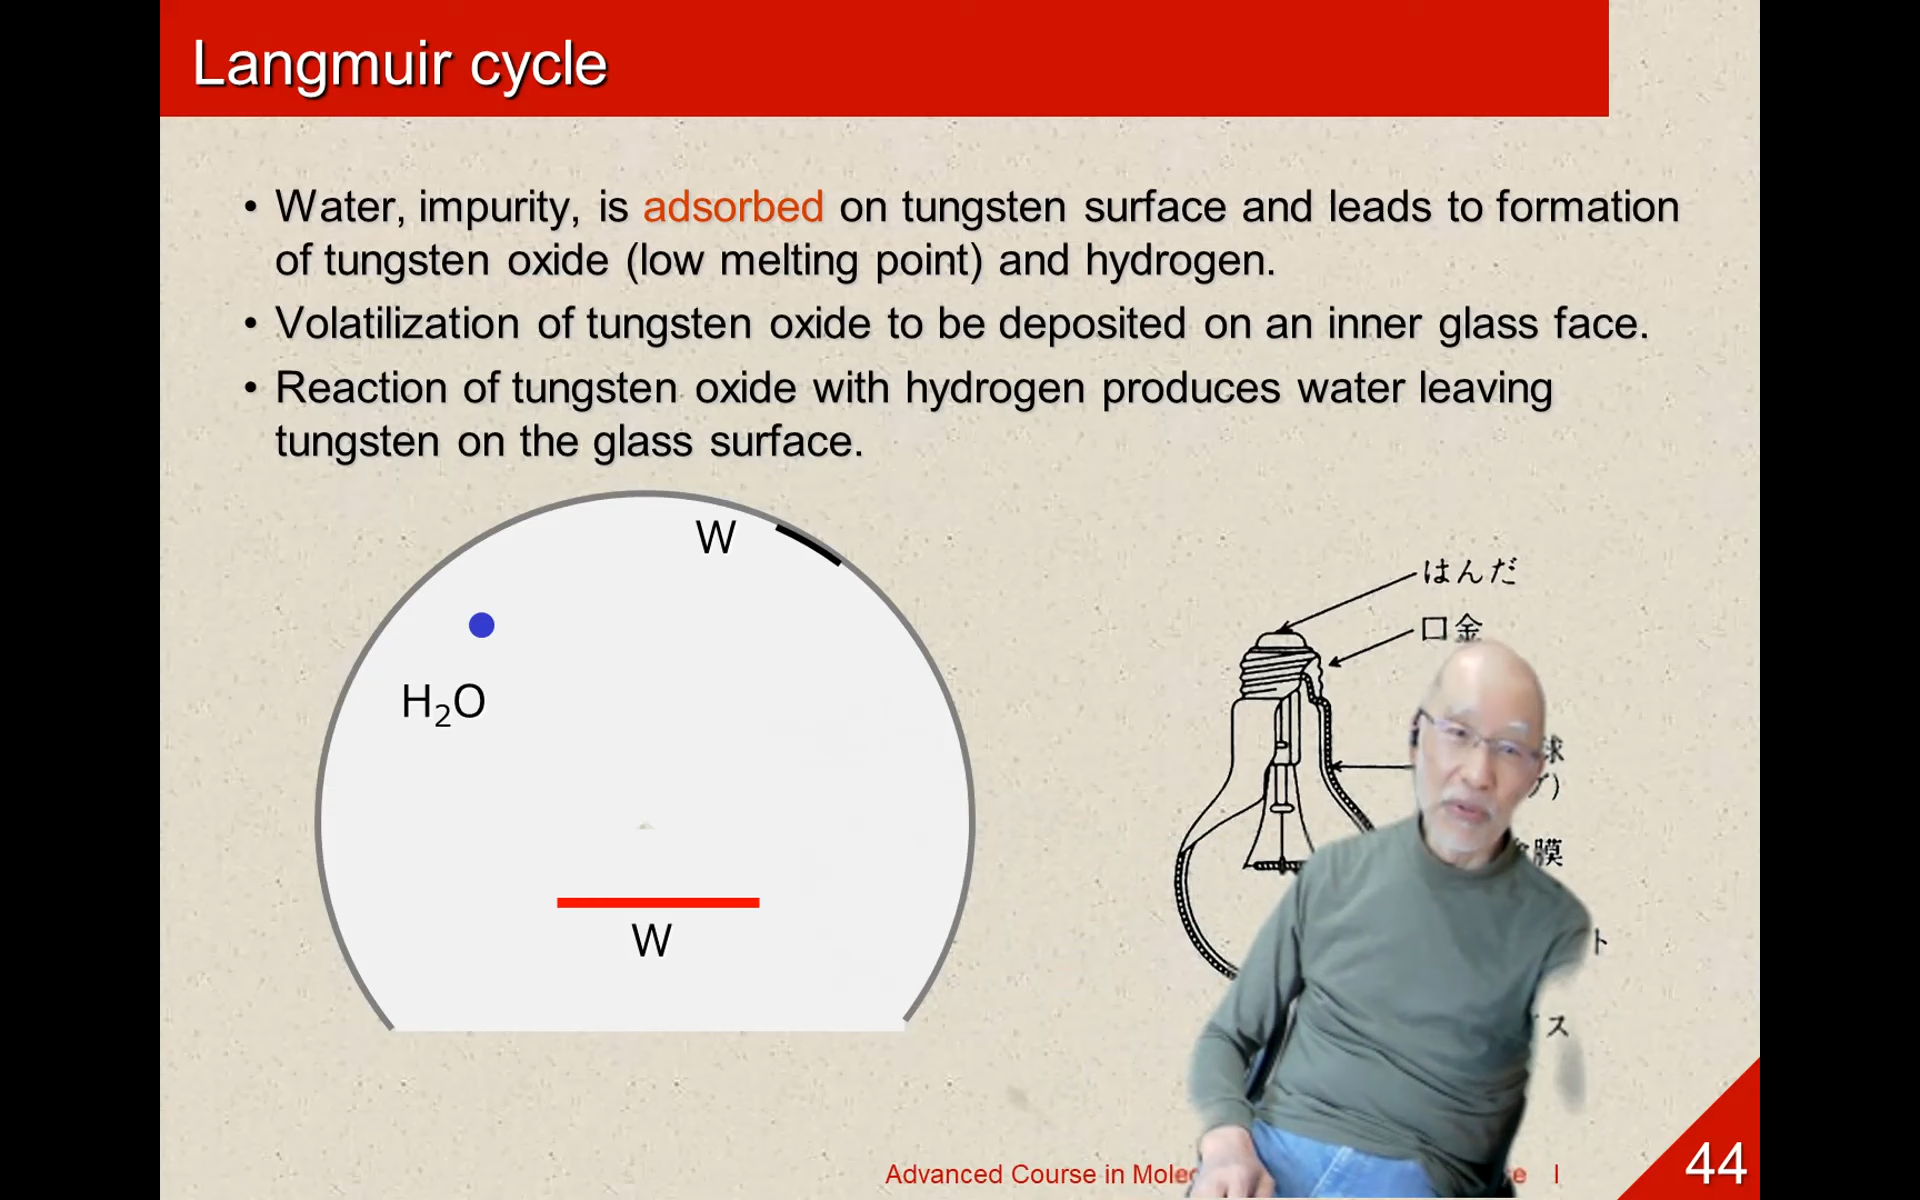 Langmuir cycle
• Water, impurity, is adsorbed on tungsten surface and leads to formation
of tungsten oxide (low melting point) and hydrogen.
• Volatilization of tungsten oxide to be deposited on an inner glass face.
• Reaction of tungsten oxide with hydrogen produces water leaving
tungsten on the glass surface.
W
H₂O
W
はんだ
口金
球
膜
ト
ス
Advanced Course in
I
44